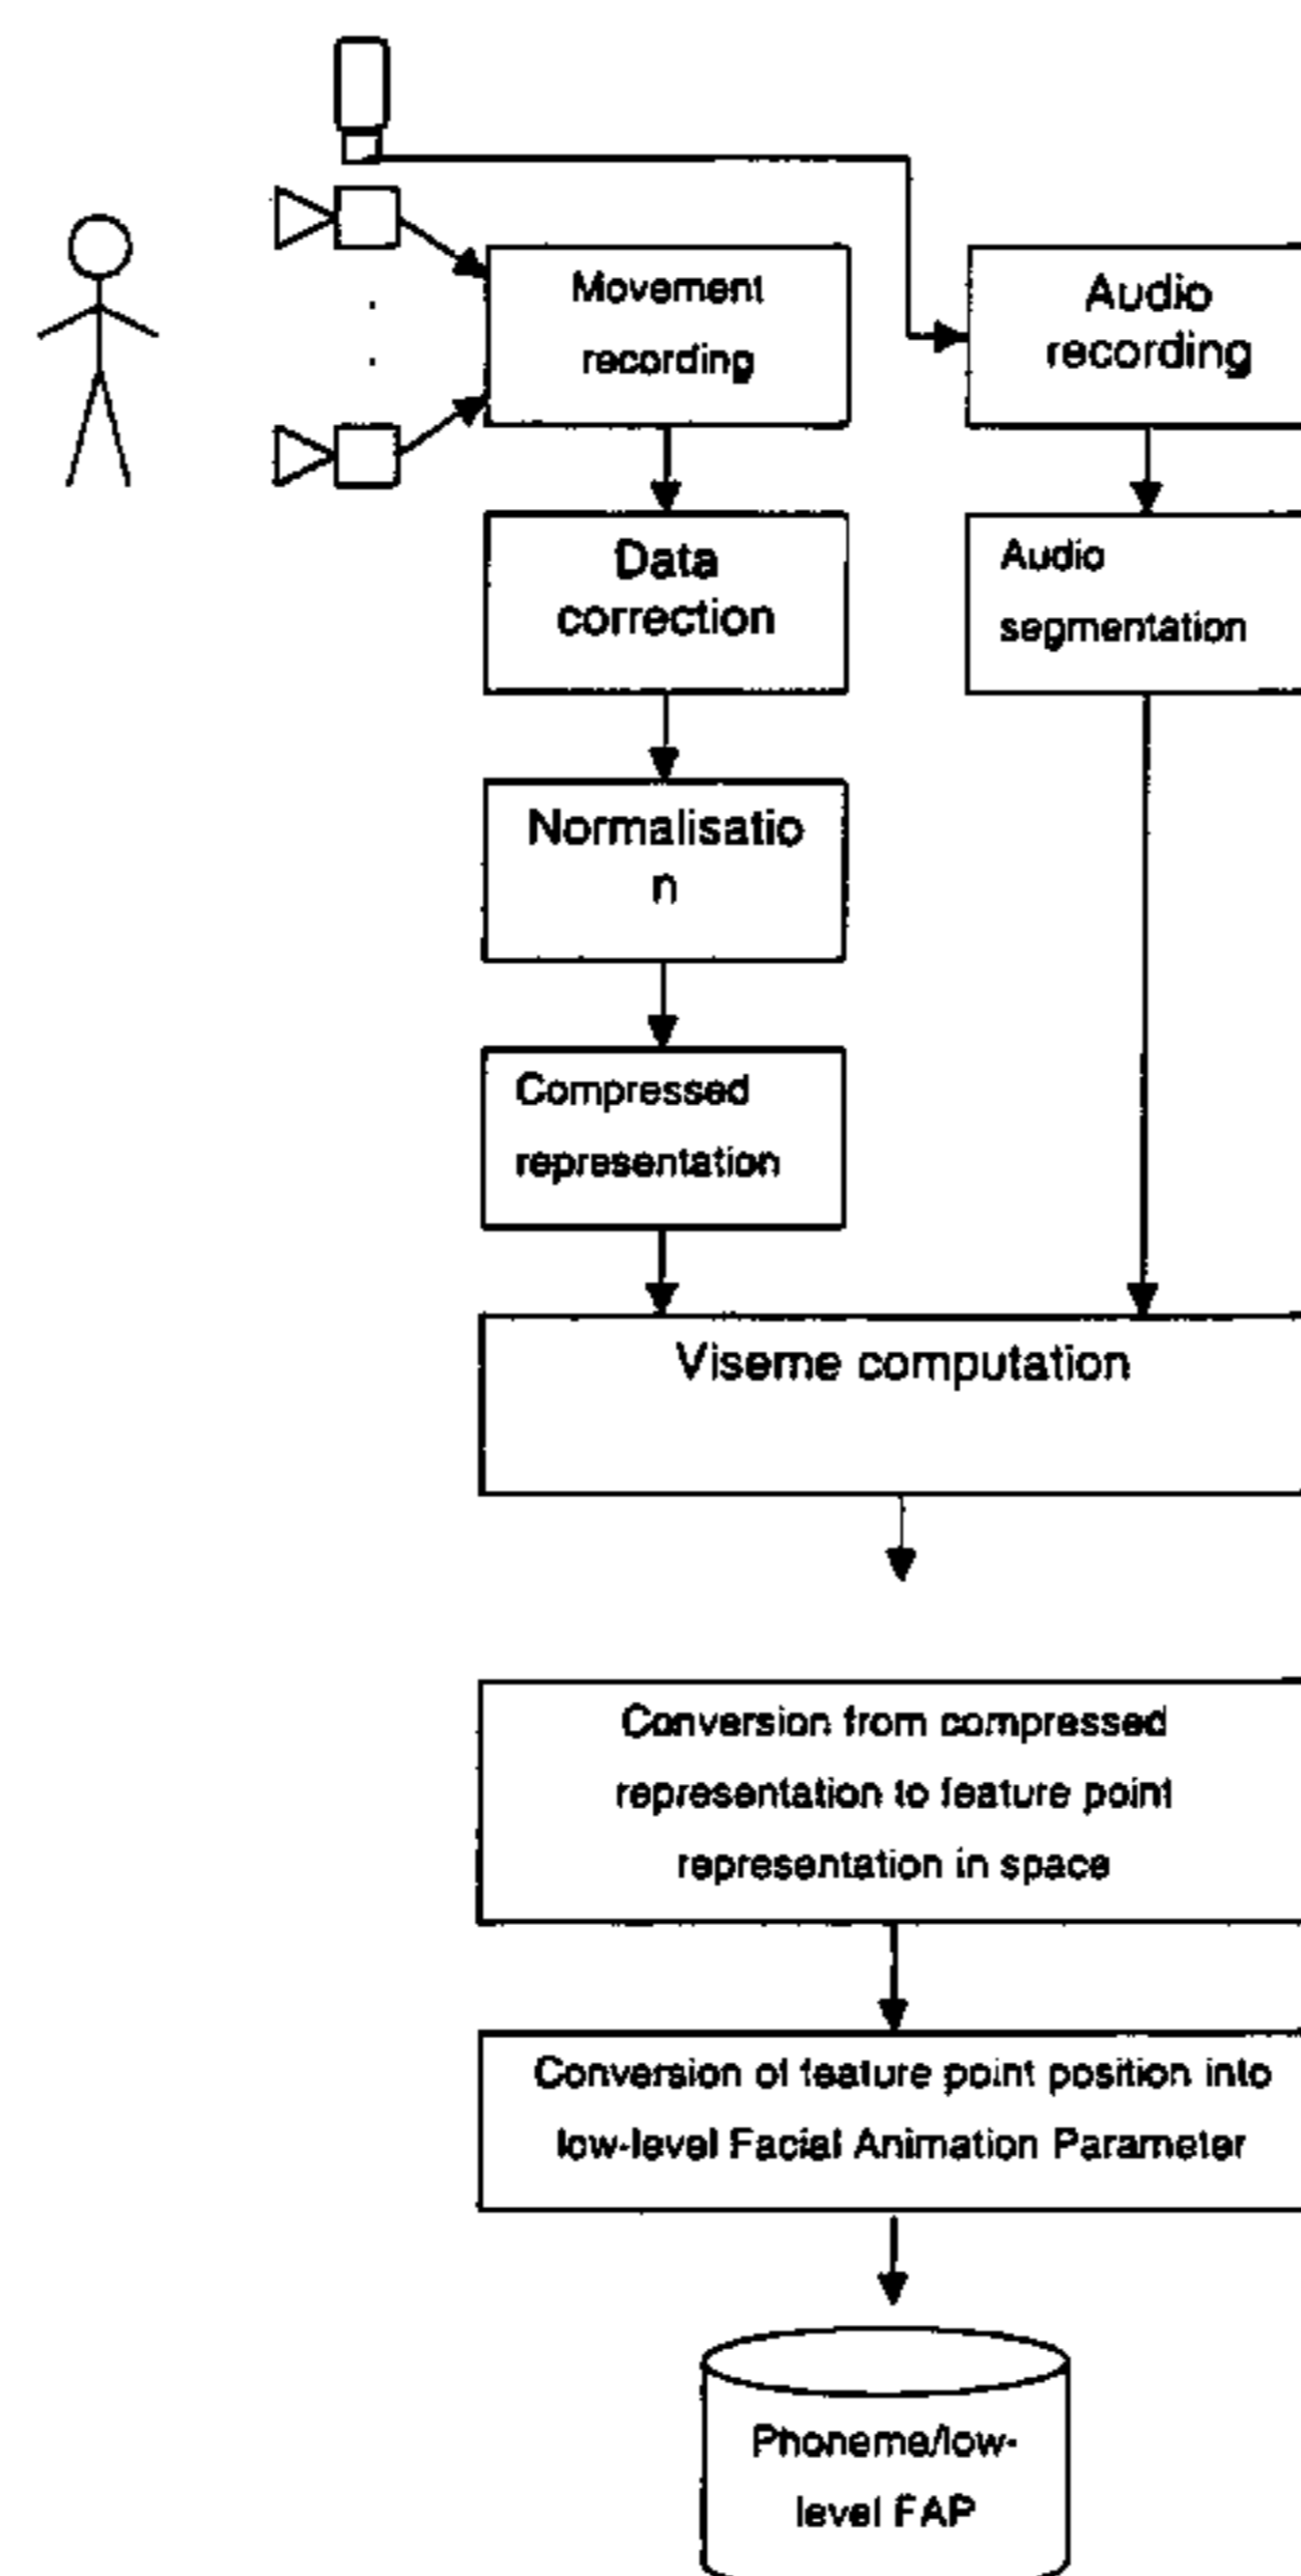 Movement
recording
Audio
recording
Data
correction
Audio
segmentation
Normalisatio
n
Compressed
representation
Viseme computation
Conversion from compressed
representation to feature point
representation in space
Conversion of feature point position into
low-level Facial Animation Parameter
Phoneme/low-
level FAP